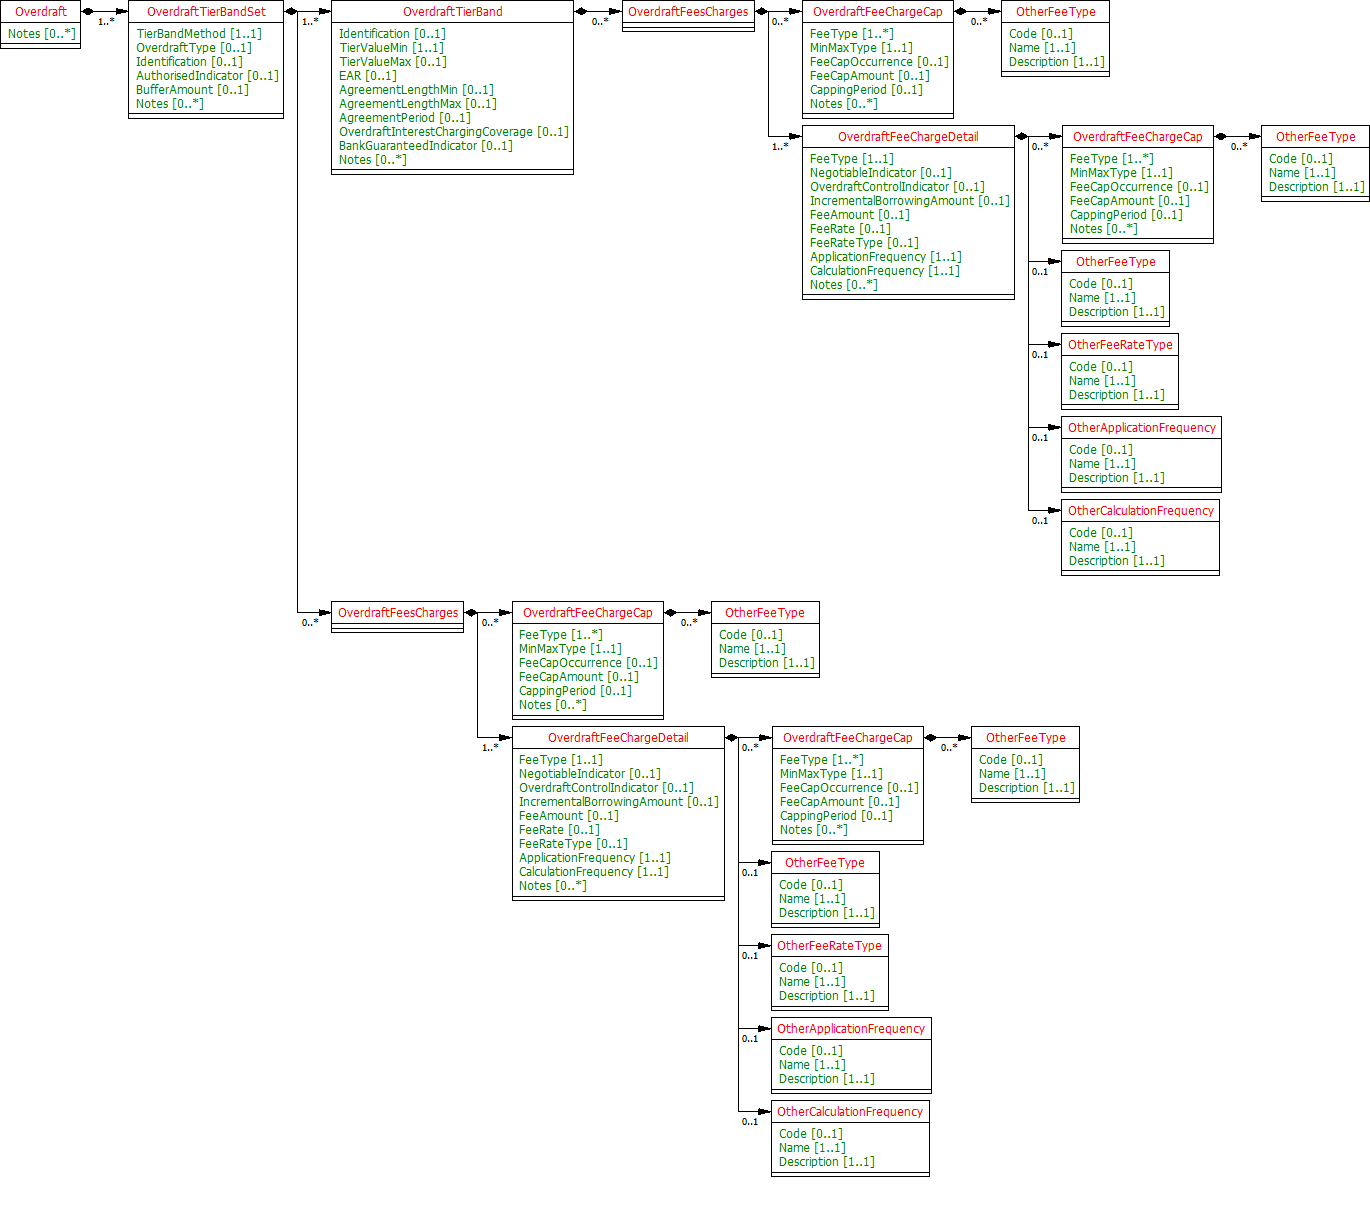 Overdraft
Notes [0..*]
1..*
OverdraftTierBandSet
TierBandMethod [1..1]
OverdraftType [0..1]
Identification [0..1]
AuthorisedIndicator [0..1]
BufferAmount [0..1]
Notes [0..*]
1..*
OverdraftTierBand
Identification [0..1]
TierValueMin [1..1]
TierValueMax [0..1]
EAR [0..1]
AgreementLengthMin [0..1]
AgreementLengthMax [0..1]
AgreementPeriod [0..1]
OverdraftInterestChargingCoverage [0..1]
BankGuaranteedIndicator [0..1]
Notes [0..*]
0..*
OverdraftFeesCharges
0..*
OverdraftFeeChargeCap
FeeType [1..*]
MinMaxType [1..1]
FeeCapOccurrence [0..1]
FeeCapAmount [0..1]
CappingPeriod [0..1]
Notes [0..*]
0..*
OtherFeeType
Code [0..1]
Name [1..1]
Description [1..1]
1..*
OverdraftFeeChargeDetail
FeeType [1..1]
NegotiableIndicator [0..1]
OverdraftControlIndicator [0..1]
IncrementalBorrowingAmount [0..1]
FeeAmount [0..1]
FeeRate [0..1]
FeeRateType [0..1]
ApplicationFrequency [1..1]
CalculationFrequency [1..1]
Notes [0..*]
0..*
OverdraftFeeChargeCap
FeeType [1..*]
MinMaxType [1..1]
FeeCapOccurrence [0..1]
FeeCapAmount [0..1]
CappingPeriod [0..1]
Notes [0..*]
0..*
OtherFeeType
Code [0..1]
Name [1..1]
Description [1..1]
0..1
OtherFeeType
Code [0..1]
Name [1..1]
Description [1..1]
0..1
OtherFeeRateType
Code [0..1]
Name [1..1]
Description [1..1]
0..1
OtherApplicationFrequency
Code [0..1]
Name [1..1]
Description [1..1]
0..1
OtherCalculationFrequency
Code [0..1]
Name [1..1]
Description [1..1]
0..*
OverdraftFeesCharges
0..*
OverdraftFeeChargeCap
FeeType [1..*]
MinMaxType [1..1]
FeeCapOccurrence [0..1]
FeeCapAmount [0..1]
CappingPeriod [0..1]
Notes [0..*]
0..*
OtherFeeType
Code [0..1]
Name [1..1]
Description [1..1]
1..*
OverdraftFeeChargeDetail
FeeType [1..1]
NegotiableIndicator [0..1]
OverdraftControlIndicator [0..1]
IncrementalBorrowingAmount [0..1]
FeeAmount [0..1]
FeeRate [0..1]
FeeRateType [0..1]
ApplicationFrequency [1..1]
CalculationFrequency [1..1]
Notes [0..*]
0..*
OverdraftFeeChargeCap
FeeType [1..*]
MinMaxType [1..1]
FeeCapOccurrence [0..1]
FeeCapAmount [0..1]
CappingPeriod [0..1]
Notes [0..*]
0..*
OtherFeeType
Code [0..1]
Name [1..1]
Description [1..1]
0..1
OtherFeeType
Code [0..1]
Name [1..1]
Description [1..1]
0..1
OtherFeeRateType
Code [0..1]
Name [1..1]
Description [1..1]
0..1
OtherApplicationFrequency
Code [0..1]
Name [1..1]
Description [1..1]
0..1
OtherCalculationFrequency
Code [0..1]
Name [1..1]
Description [1..1]